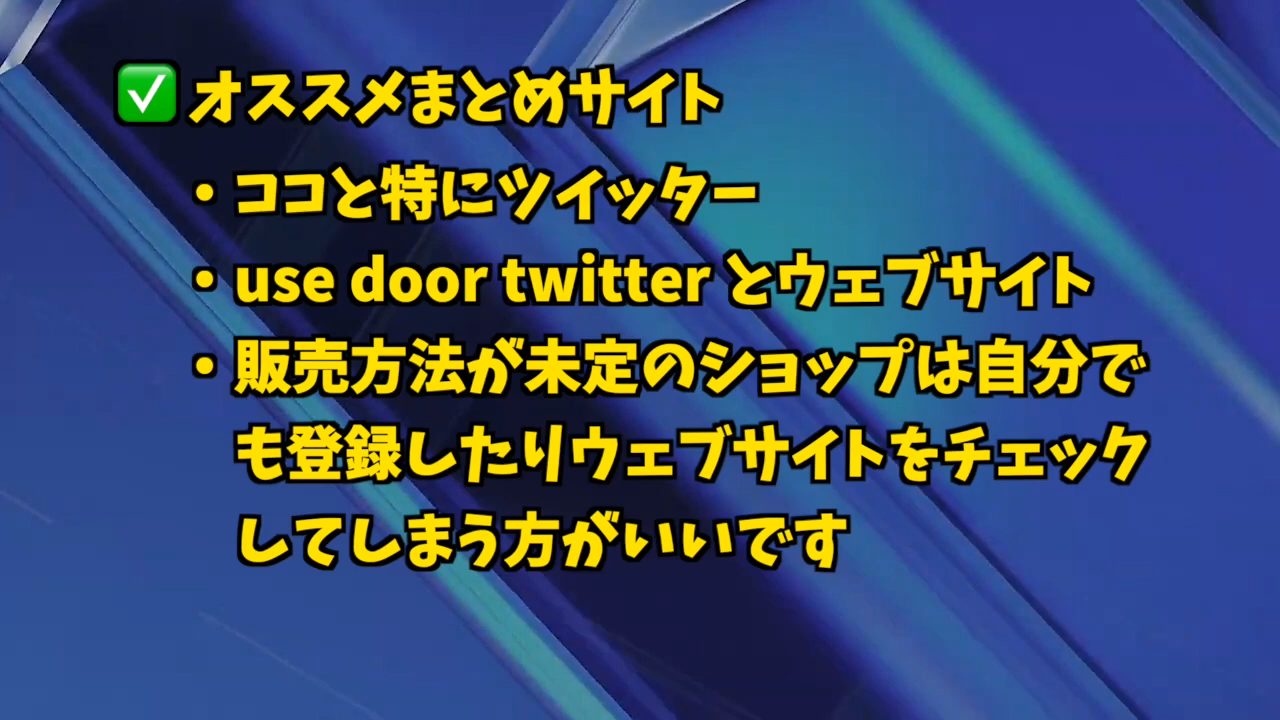 ✅ オススメまとめサイト
・ココと特にツイッター
・use door twitter とウェブサイト
・販売方法が未定のショップは自分で
も登録したりウェブサイトをチェック
してしまう方がいいです